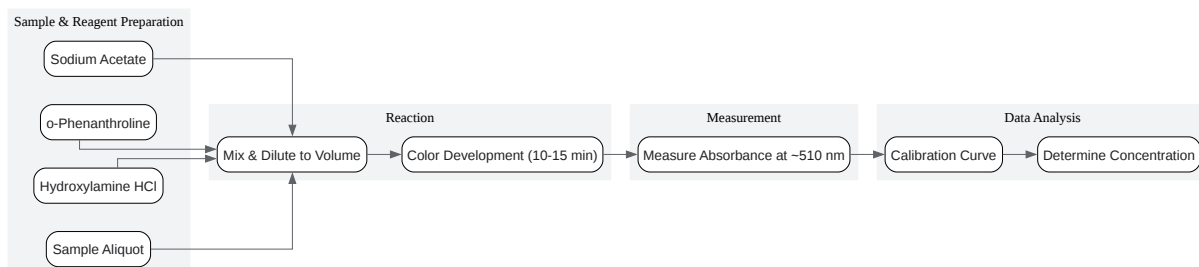 Sample & Reagent Preparation
Sodium Acetate
o-Phenanthroline
Hydroxylamine HCl
Sample Aliquot
Reaction
Mix & Dilute to Volume
Color Development (10-15 min)
Measurement
Measure Absorbance at ~510 nm
Data Analysis
Calibration Curve
Determine Concentration